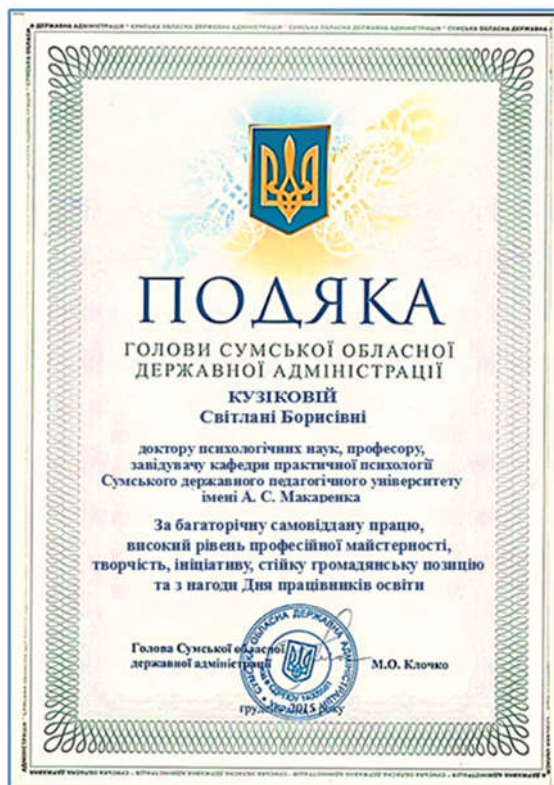 ПОДЯКА
ГОЛОВИ СУМСЬКОЇ ОБЛАСНОЇ
ДЕРЖАВНОЇ АДМІНІСТРАЦІЇ
КУЗІКОВІЙ
Світлані Борисівні
доктору психологічних наук, професору,
завідувачу кафедри практичної психології
Сумського державного педагогічного університету
імені А. С. Макаренка
За багаторічну самовіддану працю,
високий рівень професійної майстерності,
творчість, ініціативу, стійку громадянську позицію
та з нагоди Дня працівників освіти
Голова Сумської обласної
державної адміністрації
М.О. Клочко
2015 року